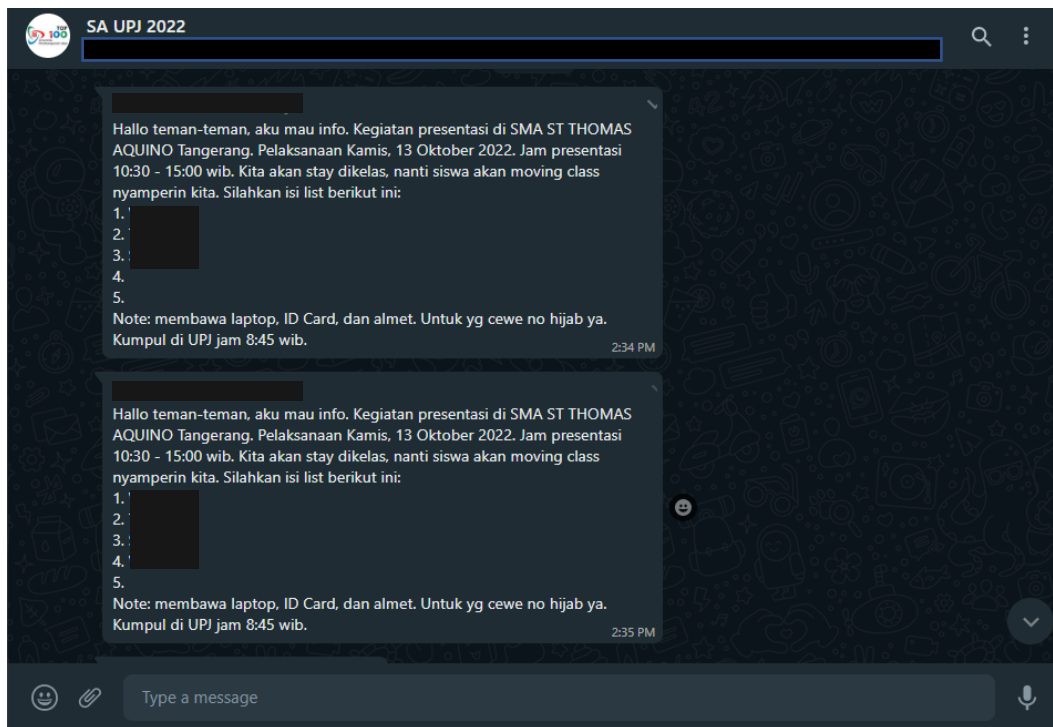 TOP
100
SA UPJ 2022
Hallo teman-teman, aku mau info. Kegiatan presentasi di SMA ST THOMAS
AQUINO Tangerang. Pelaksanaan Kamis, 13 Oktober 2022. Jam presentasi
10:30 - 15:00 wib. Kita akan stay dikelas, nanti siswa akan moving class
nyamperin kita. Silahkan isi list berikut ini:
1.
2.
3.
4.
5.
Note: membawa laptop, ID Card, dan almet. Untuk yg cewe no hijab ya.
Kumpul di UPJ jam 8:45 wib.
2:34 PM
Hallo teman-teman, aku mau info. Kegiatan presentasi di SMA ST THOMAS
AQUINO Tangerang. Pelaksanaan Kamis, 13 Oktober 2022. Jam presentasi
10:30 - 15:00 wib. Kita akan stay dikelas, nanti siswa akan moving class
nyamperin kita. Silahkan isi list berikut ini:
1.
2.
3.
4.
5.
Note: membawa laptop, ID Card, dan almet. Untuk yg cewe no hijab ya.
Kumpul di UPJ jam 8:45 wib.
2:35 PM
Type a message